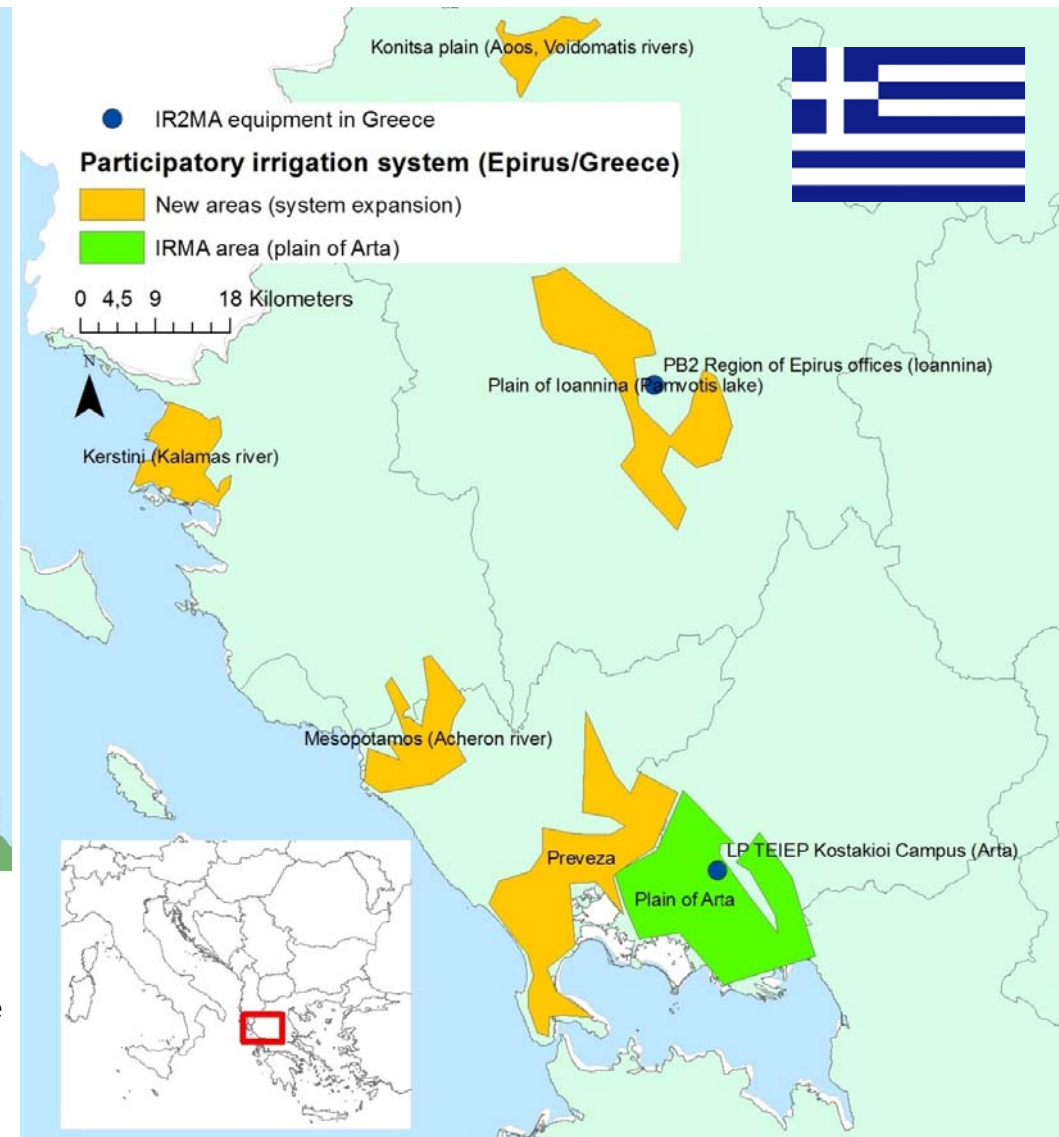 Konitsa plain (Aoos, Voidomatis rivers)
IR2MA equipment in Greece
Participatory irrigation system (Epirus/Greece)
New areas (system expansion)
IRMA area (plain of Arta)
0 4,5 9 18 Kilometers
N
PB2 Region of Epirus offices (Ioannina)
Plain of Ioannina (Pamvotis lake)
Kerstini (Kalamas river)
Mesopotamos (Acheron river)
Preveza
LP TEIEP Kostakioi Campus (Arta)
Plain of Arta
e